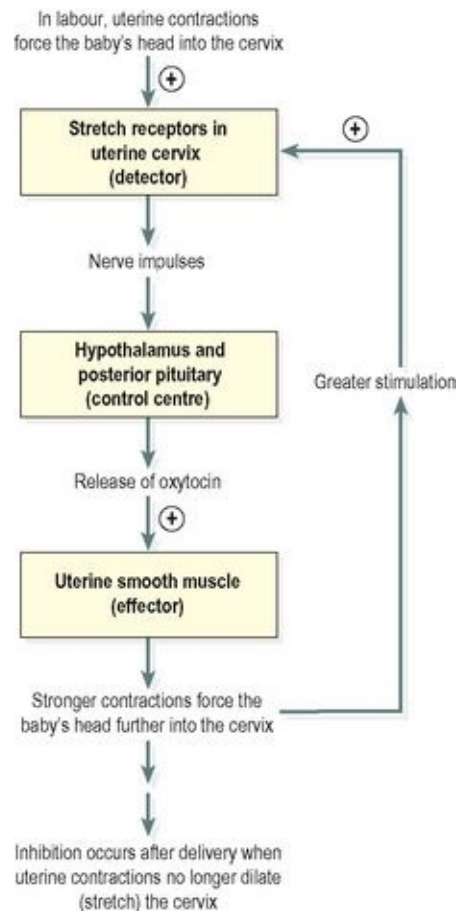 In labour, uterine contractions
force the baby's head into the cervix
+
+
Stretch receptors in
uterine cervix
(detector)
Nerve impulses
Hypothalamus and
posterior pituitary
(control centre)
Greater stimulation
Release of oxytocin
+
Uterine smooth muscle
(effector)
Stronger contractions force the
baby's head further into the cervix
Inhibition occurs after delivery when
uterine contractions no longer dilate
(stretch) the cervix